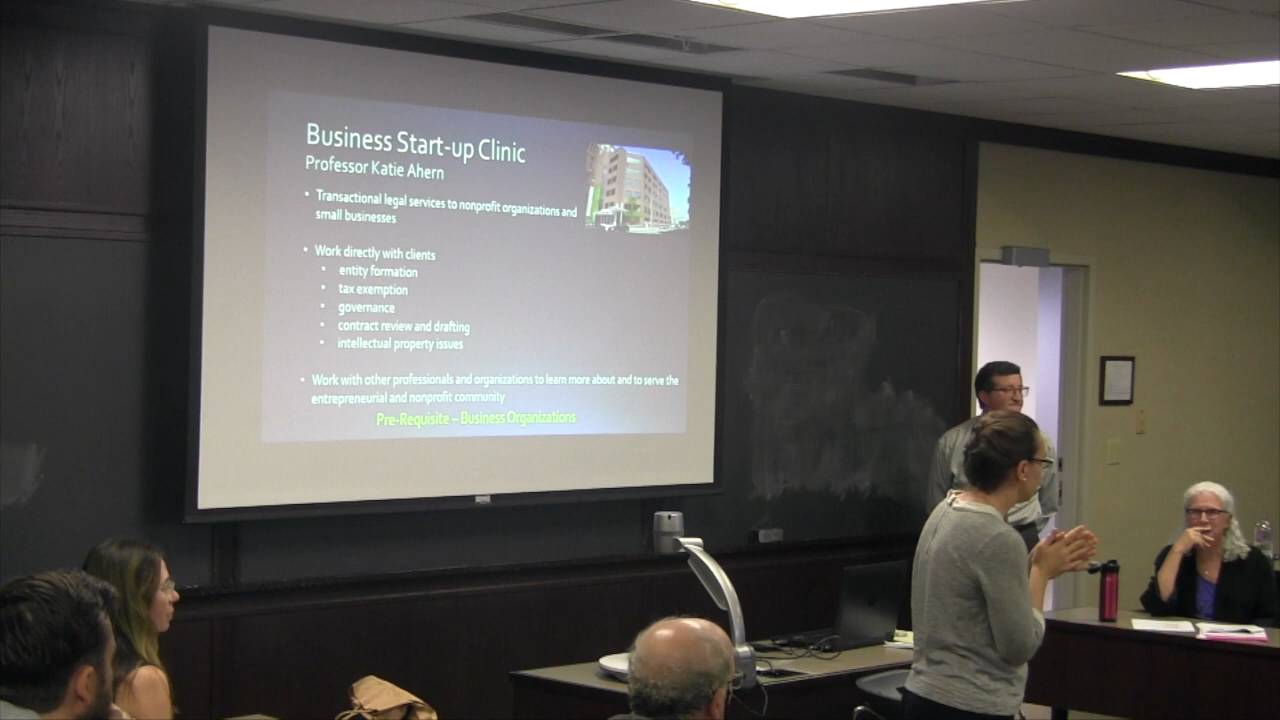 Business Start-up Clinic
Professor Katie Ahern
• Transactional legal services to nonprofit organizations and
small businesses
• Work directly with clients
• entity formation
• tax exemption
• governance
• contract review and drafting
• intellectual property issues
• Work with other professionals and organizations to learn more about and to serve the
entrepreneurial and nonprofit community
Pre-Requisite – Business Organizations